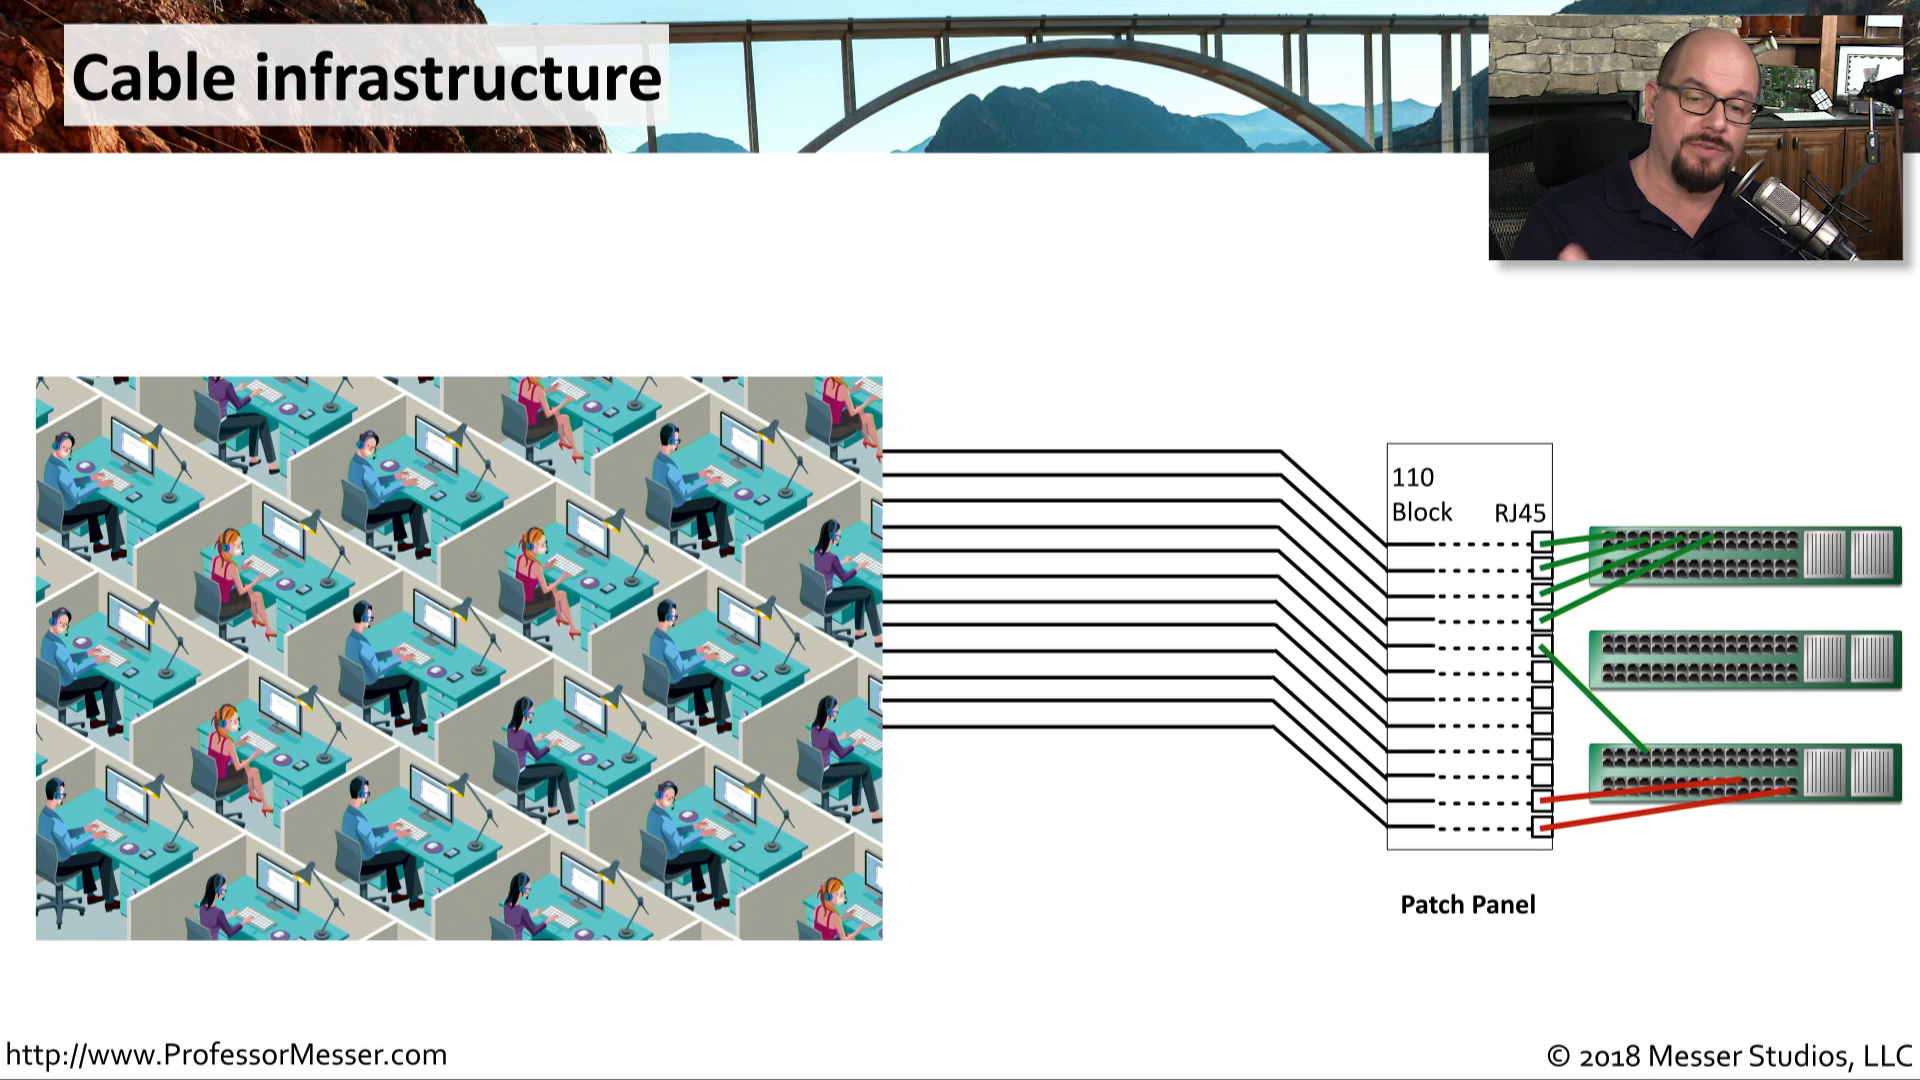 Cable infrastructure
110
Block
RJ45
Patch Panel
http://www.ProfessorMesser.com
© 2018 Messer Studios, LLC